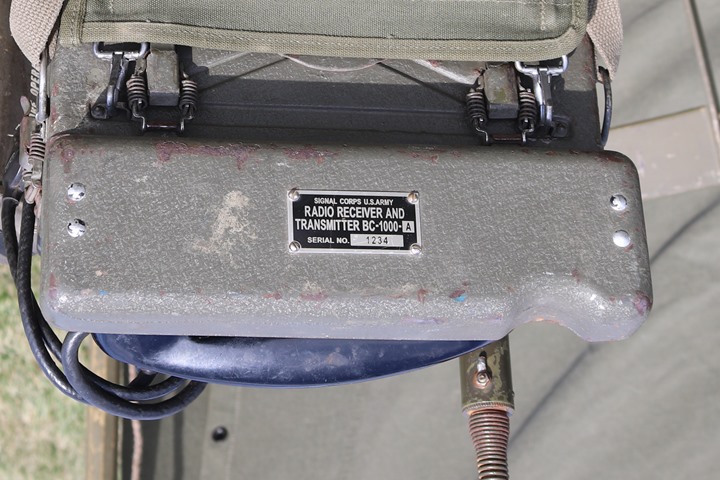 SIGNAL CORPS U.S.ARMY
RADIO RECEIVER AND
TRANSMITTER BC-1000-A
SERIAL NO. 1234